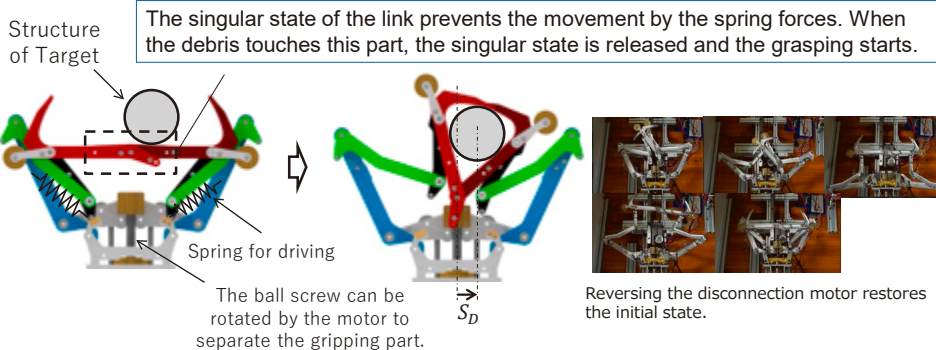 The singular state of the link prevents the movement by the spring forces. When
the debris touches this part, the singular state is released and the grasping starts.
Structure
of Target
Spring for driving
The ball screw can be
rotated by the motor to
separate the gripping part.
S_D
Reversing the disconnection motor restores
the initial state.